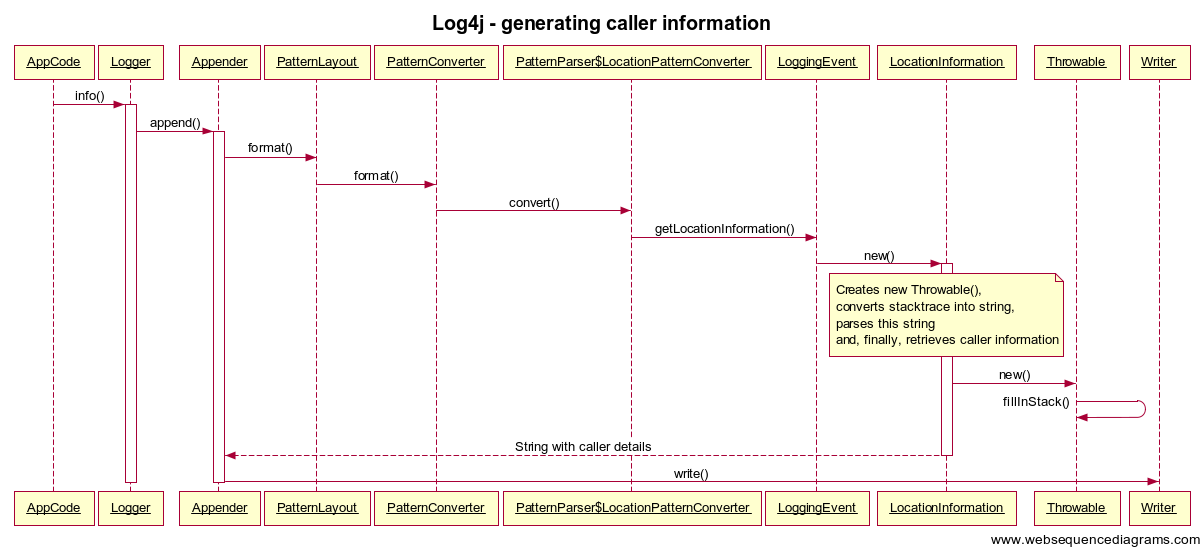 Log4j - generating caller information
AppCode Logger Appender PatternLayout PatternConverter PatternParser$LocationPatternConverter LoggingEvent LocationInformation Throwable Writer
info()
append()
format()
format()
convert()
getLocationInformation()
new()
Creates new Throwable(),
converts stacktrace into string,
parses this string
and, finally, retrieves caller information
new()
fillInStack()
String with caller details
write()
AppCode Logger Appender PatternLayout PatternConverter PatternParser$LocationPatternConverter LoggingEvent LocationInformation Throwable Writer
www.websequencediagrams.com